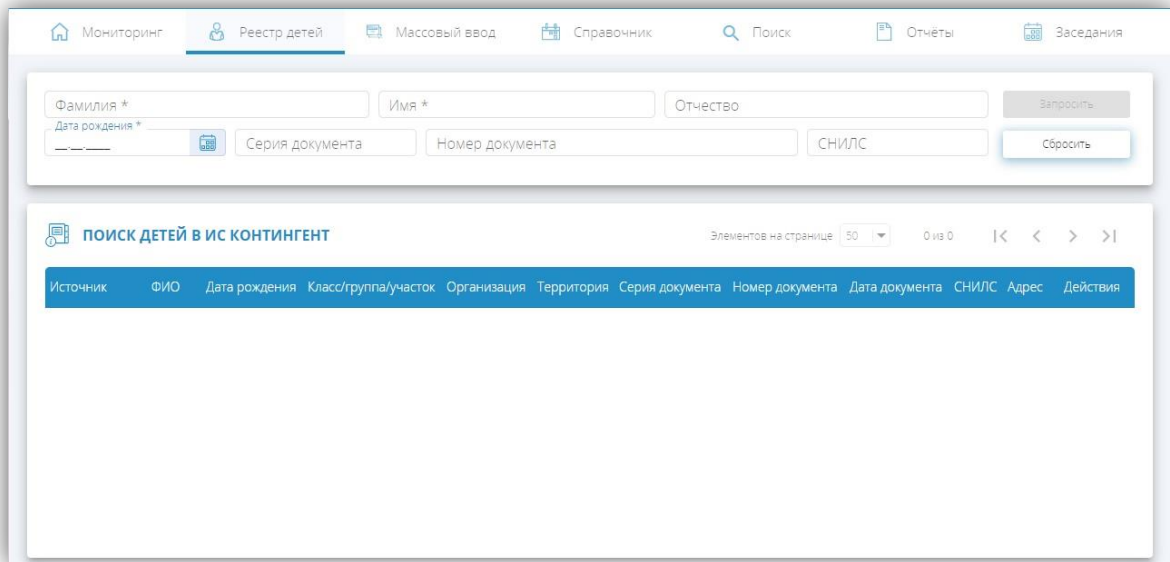 Мониторинг Реестр детей Массовый ввод Справочник Поиск Отчёты Заседания
Фамилия * Имя * Отчество Запросить
Дата рождения *
__.__.____ Серия документа Номер документа СНИЛС Сбросить
ПОИСК ДЕТЕЙ В ИС КОНТИНГЕНТ Элементов на странице 50 0 из 0
Источник ФИО Дата рождения Класс/группа/участок Организация Территория Серия документа Номер документа Дата документа СНИЛС Адрес Действия